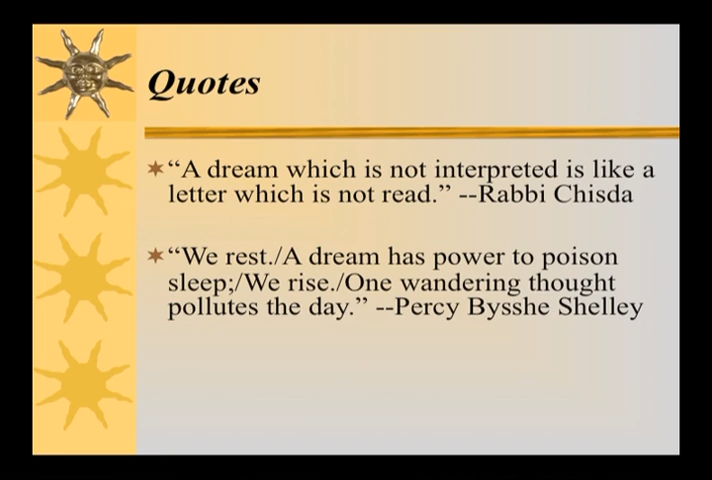 Quotes
“A dream which is not interpreted is like a
letter which is not read.” --Rabbi Chisda
“We rest./A dream has power to poison
sleep;/We rise./One wandering thought
pollutes the day.” --Percy Bysshe Shelley